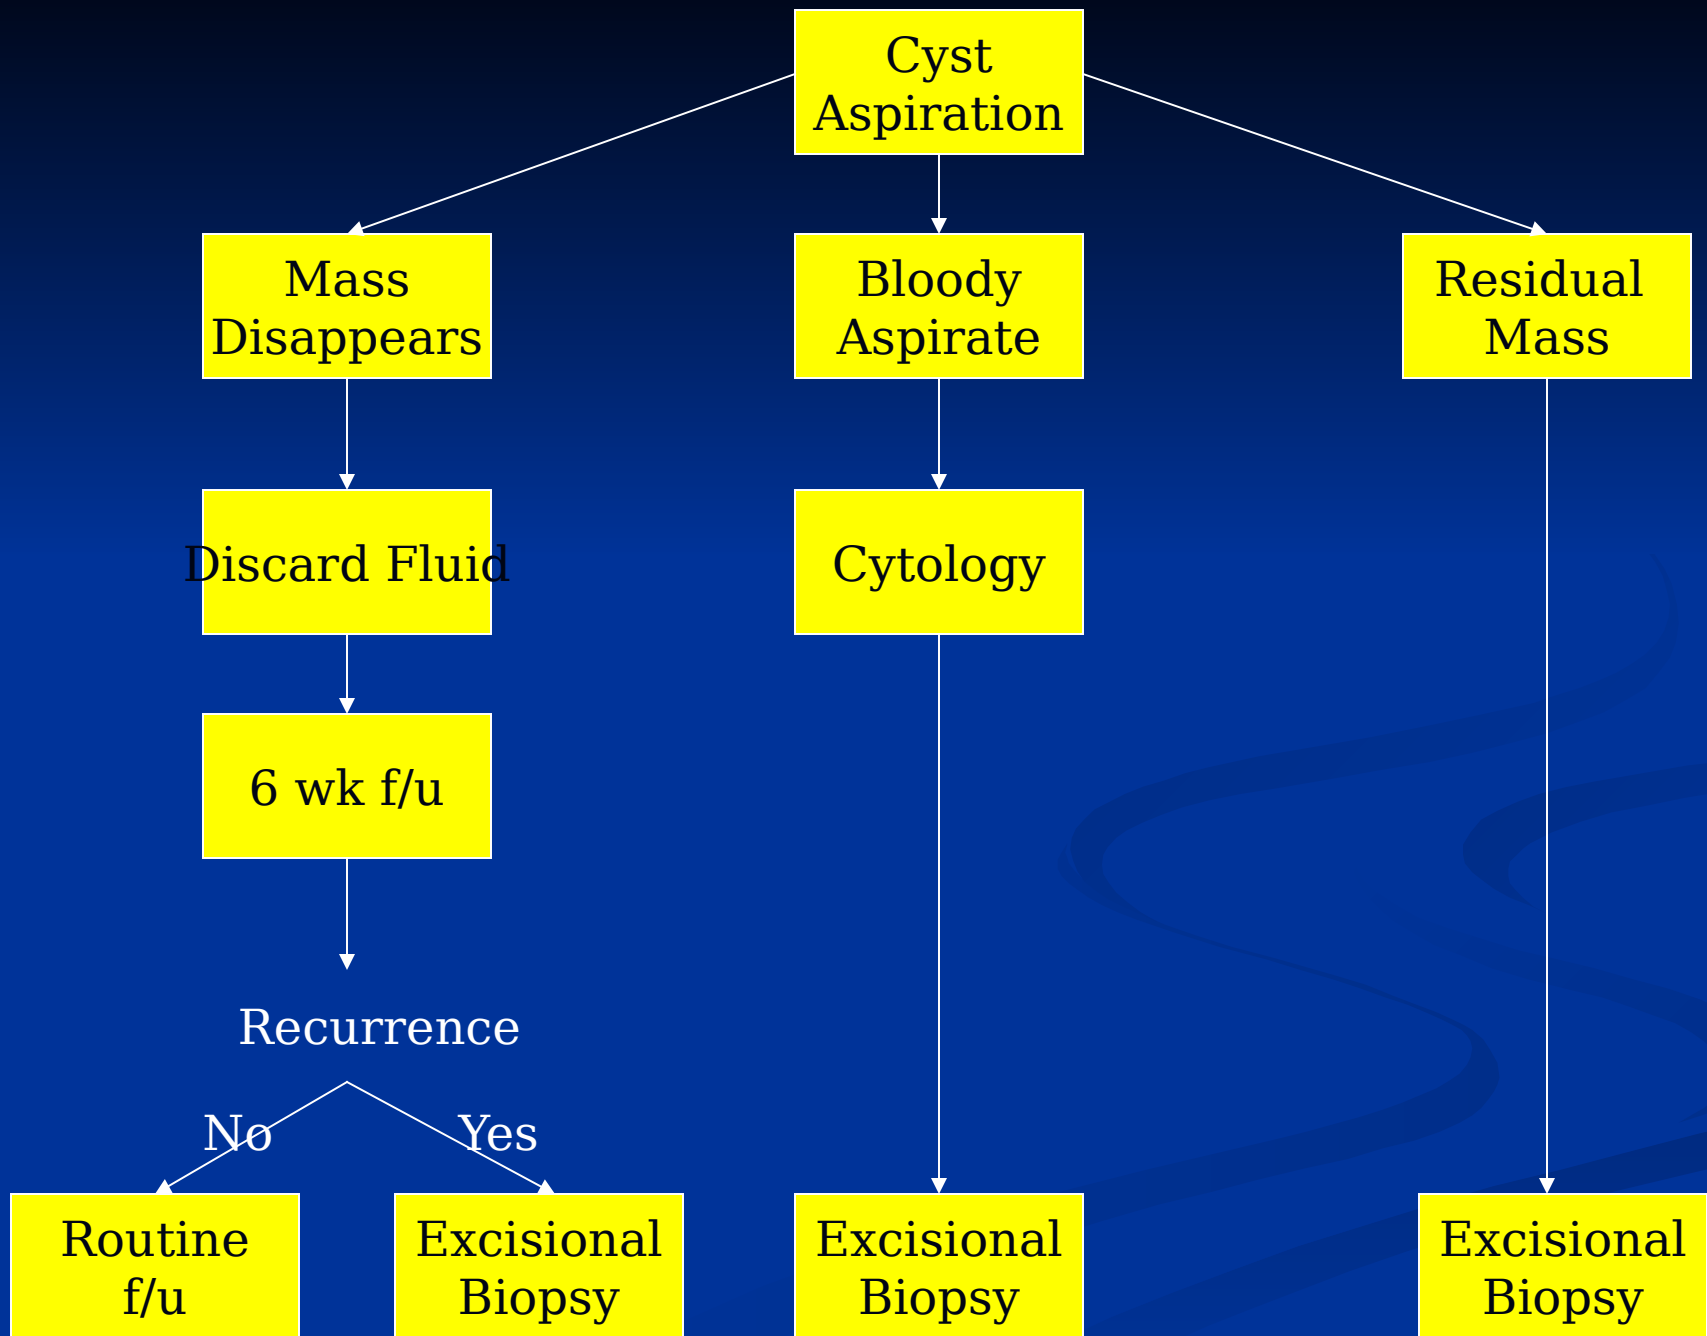 Cyst
Aspiration
Mass
Disappears
Bloody
Aspirate
Residual
Mass
Discard Fluid
Cytology
6 wk f/u
Recurrence
No
Yes
Routine
f/u
Excisional
Biopsy
Excisional
Biopsy
Excisional
Biopsy